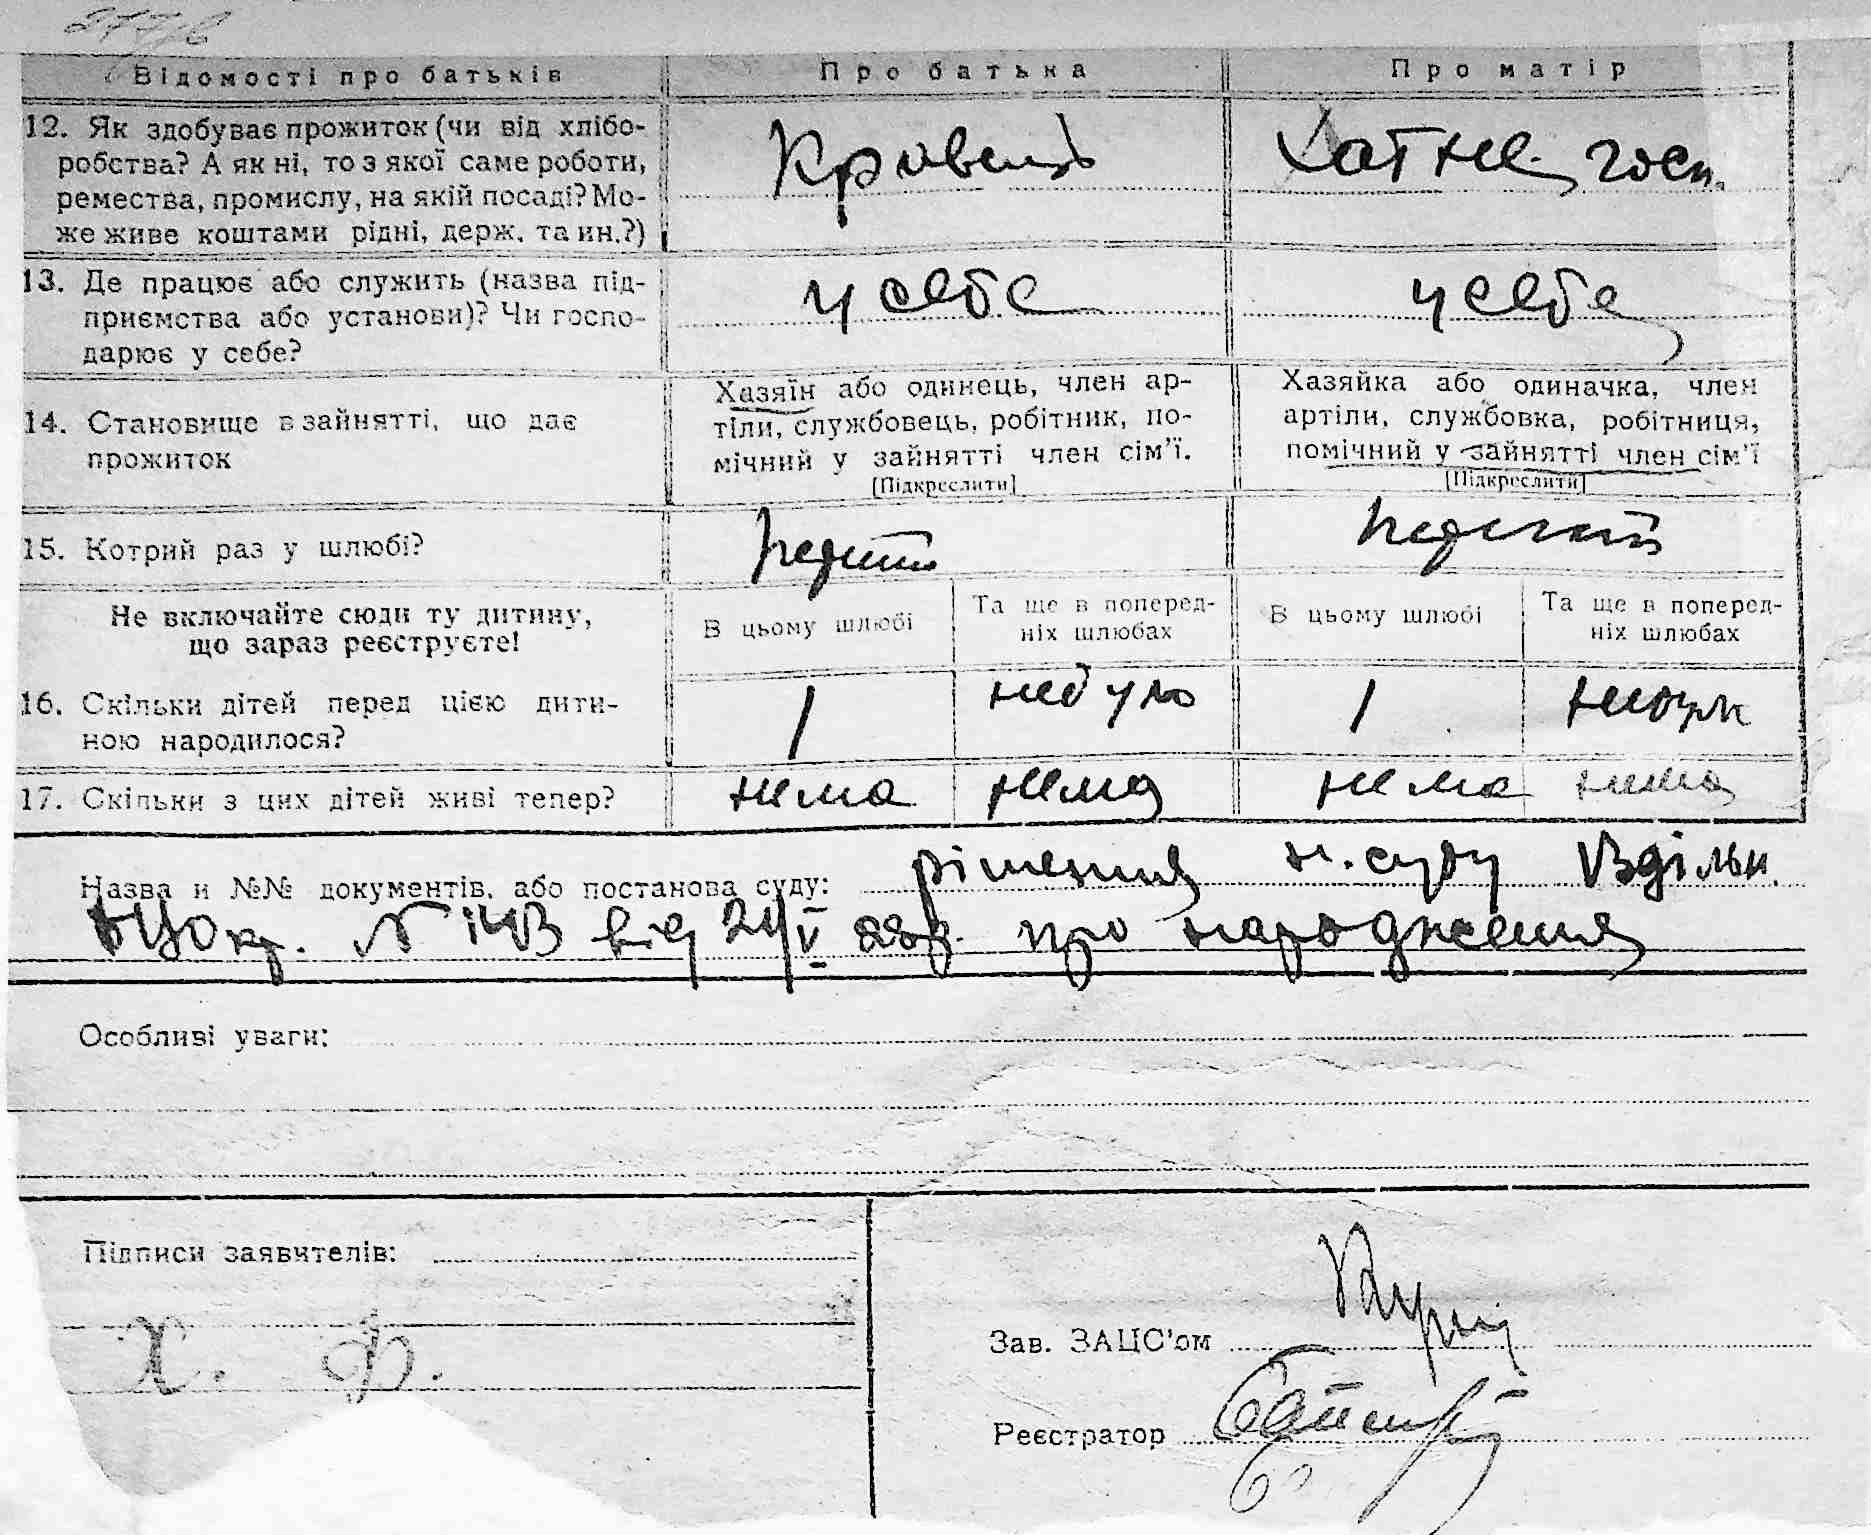 Відомості про батьків Про батька Про матір
12. Як здобуває прожиток (чи від хлібо-
робства? А як ні, то з якої саме роботи,
ремества, промислу, на якій посаді? Мо-
же живе коштами рідні, держ. та ин.?)
Кравець
Хатнє госп.
13. Де працює або служить (назва під-
приємства або установи)? Чи госпо-
дарює у себе?
у себе
у себе
14. Становище в зайнятті, що дає
прожиток
Хазяїн або одинець, член ар-
тіли, службовець, робітник, по-
мічний у зайнятті член сім'ї.
[Підкреслити]
Хазяйка або одиначка, член
артіли, службовка, робітниця,
помічний у зайнятті член сім'ї
[Підкреслити]
15. Котрий раз у шлюбі?
Не включайте сюди ту дитину,
що зараз реєструєте!
В цьому шлюбі
Та ще в поперед-
ніх шлюбах
В цьому шлюбі
Та ще в поперед-
ніх шлюбах
16. Скільки дітей перед цією дити-
ною народилося?
1 небуло 1 небуло
17. Скільки з цих дітей живі тепер?
нема нема нема нема
Назва и №№ документів, або постанова суду: рішення н. суду дільн.
№ від про народження
Особливі уваги:
Підписи заявителів:
Х. Ф.
Зав. ЗАЦС'ом
Реєстратор